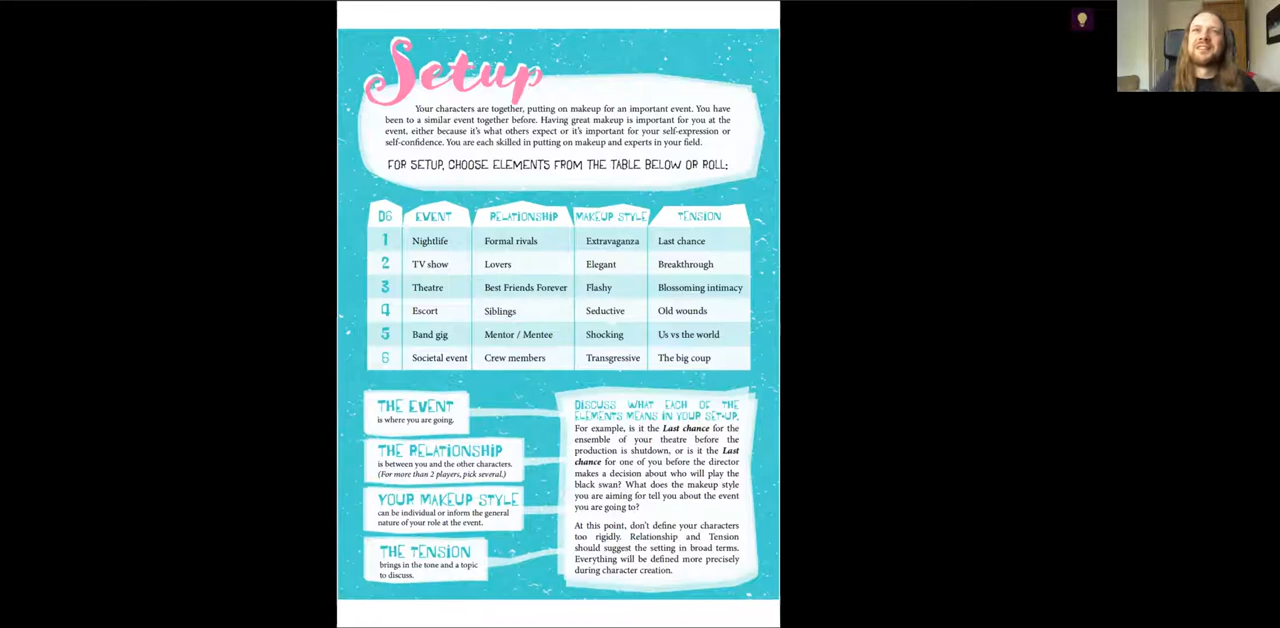 Setup
Your characters are together, putting on makeup for an important event. You have
been to a similar event together before. Having great makeup is important for you at the
event, either because it's what others expect or it's important for your self-expression or
self-confidence. You are each skilled in putting on makeup and experts in your field.
FOR SETUP, CHOOSE ELEMENTS FROM THE TABLE BELOW OR ROLL:
D6 EVENT RELATIONSHIP MAKEUP STYLE TENSION
1 Nightlife Formal rivals Extravaganza Last chance
2 TV show Lovers Elegant Breakthrough
3 Theatre Best Friends Forever Flashy Blossoming intimacy
4 Escort Siblings Seductive Old wounds
5 Band gig Mentor / Mentee Shocking Us vs the world
6 Societal event Crew members Transgressive The big coup
THE EVENT
is where you are going.
THE RELATIONSHIP
is between you and the other characters.
(For more than 2 players, pick several.)
YOUR MAKEUP STYLE
can be individual or inform the general
nature of your role at the event.
THE TENSION
brings in the tone and a topic
to discuss.
DISCUSS WHAT EACH OF THE
ELEMENTS MEANS IN YOUR SET-UP.
For example, is it the Last chance for the
ensemble of your theatre before the
production is shutdown, or is it the Last
chance for one of you before the director
makes a decision about who will play the
black swan? What does the makeup style
you are aiming for tell you about the event
you are going to?
At this point, don't define your characters
too rigidly. Relationship and Tension
should suggest the setting in broad terms.
Everything will be defined more precisely
during character creation.